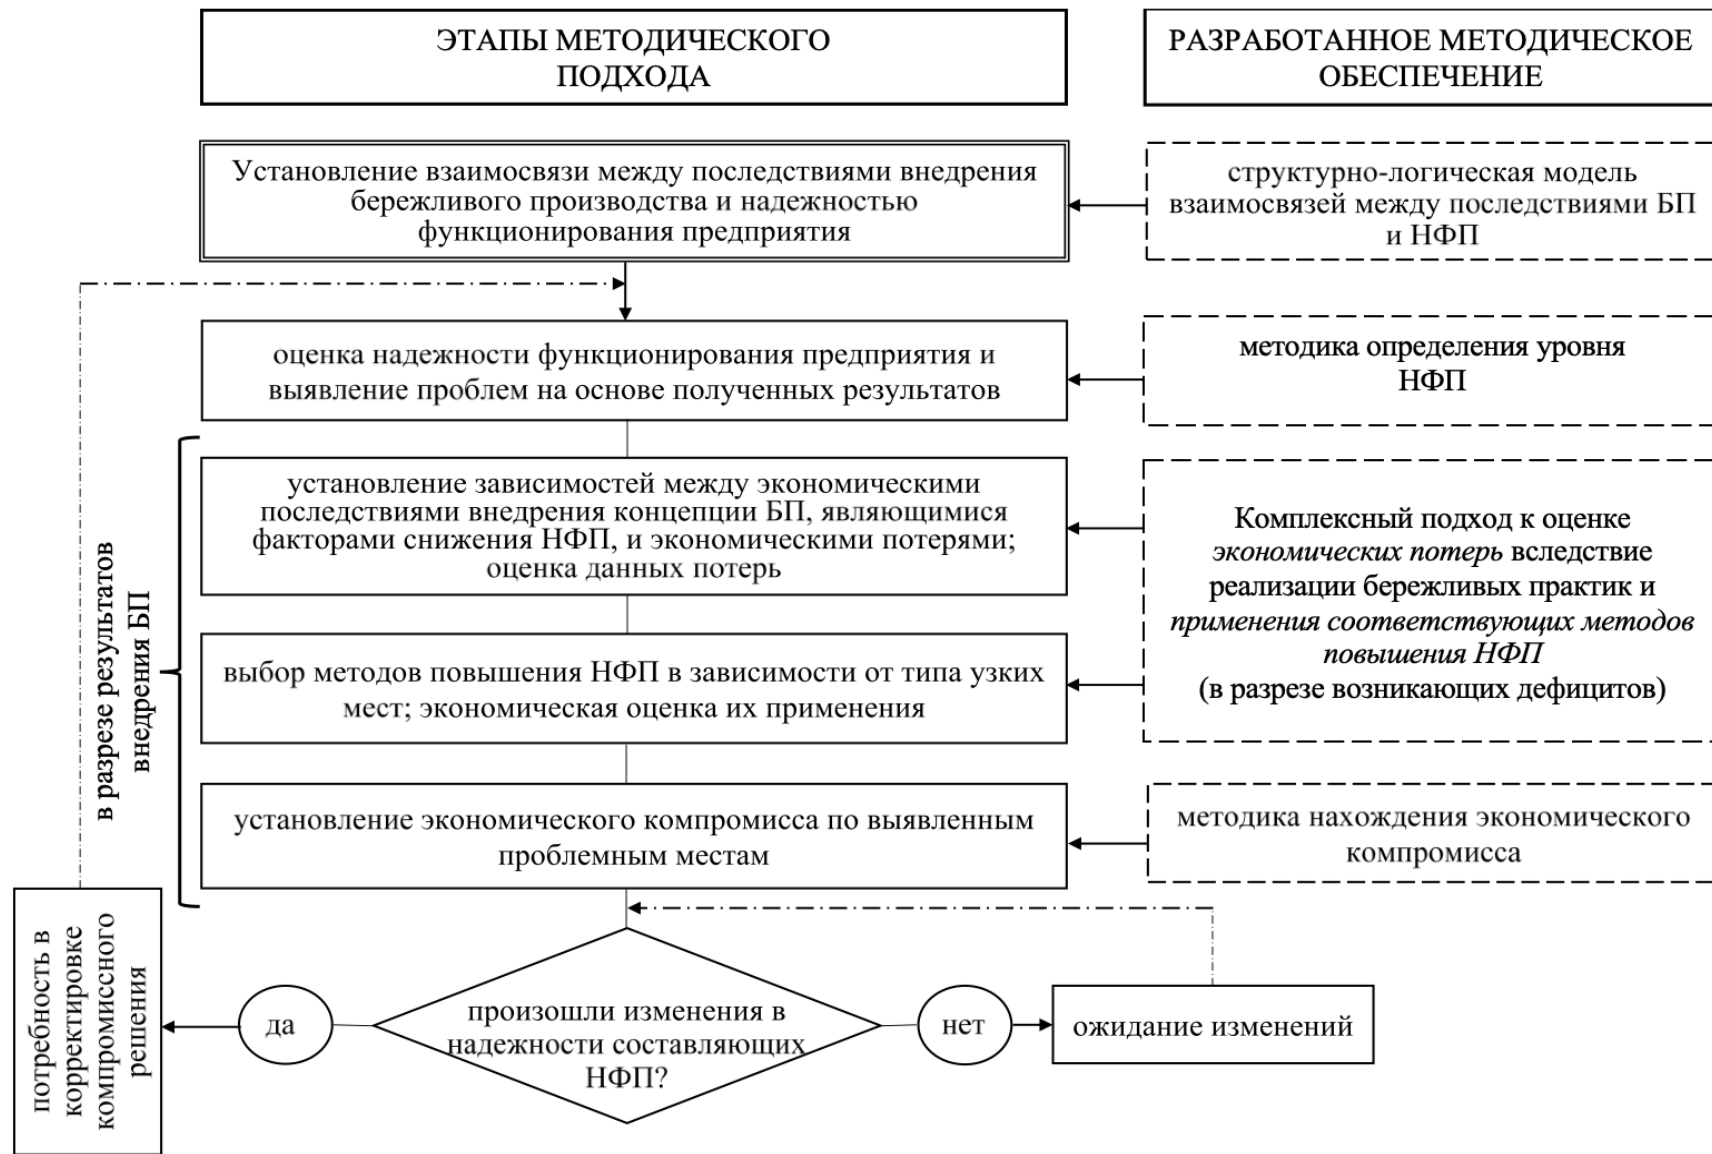 ЭТАПЫ МЕТОДИЧЕСКОГО
ПОДХОДА
РАЗРАБОТАННОЕ МЕТОДИЧЕСКОЕ
ОБЕСПЕЧЕНИЕ
Установление взаимосвязи между последствиями внедрения
бережливого производства и надежностью
функционирования предприятия
структурно-логическая модель
взаимосвязей между последствиями БП
и НФП
оценка надежности функционирования предприятия и
выявление проблем на основе полученных результатов
методика определения уровня
НФП
в разрезе результатов
внедрения БП
установление зависимостей между экономическими
последствиями внедрения концепции БП, являющимися
факторами снижения НФП, и экономическими потерями;
оценка данных потерь
Комплексный подход к оценке
экономических потерь вследствие
реализации бережливых практик и
применения соответствующих методов
повышения НФП
(в разрезе возникающих дефицитов)
выбор методов повышения НФП в зависимости от типа узких
мест; экономическая оценка их применения
установление экономического компромисса по выявленным
проблемным местам
методика нахождения экономического
компромисса
потребность в
корректировке
компромиссного
решения
да
произошли изменения в
надежности составляющих
НФП?
нет
ожидание изменений